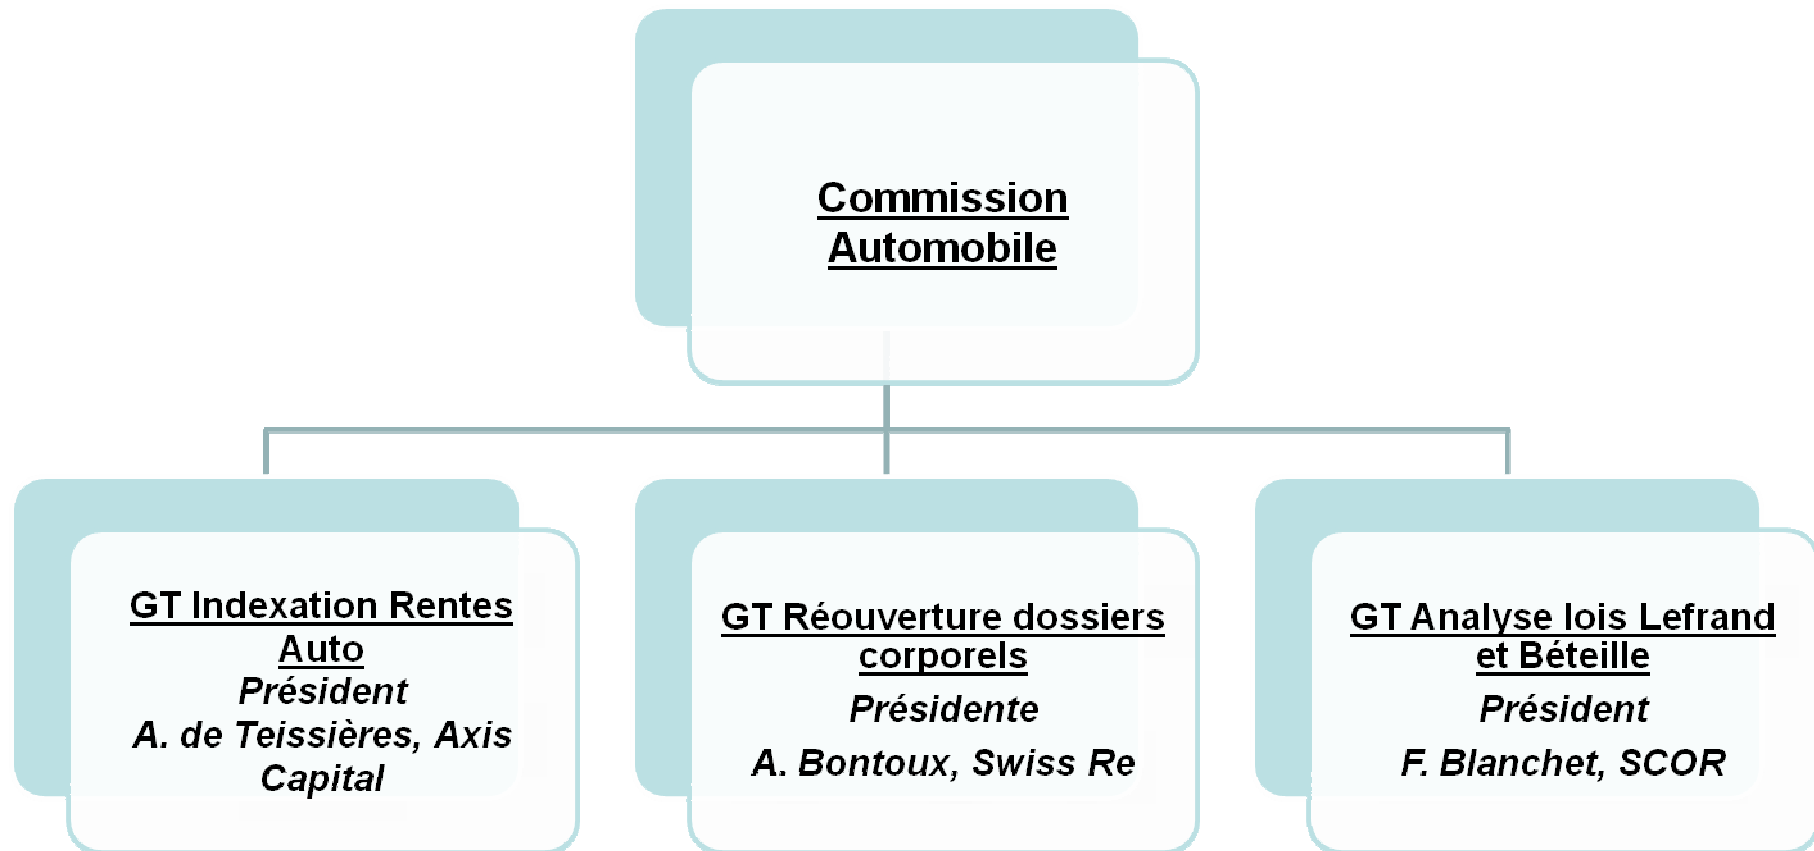 Commission
Automobile
GT Indexation Rentes
Auto
Président
A. de Teissières, Axis
Capital
GT Réouverture dossiers
corporels
Présidente
A. Bontoux, Swiss Re
GT Analyse lois Lefrand
et Béteille
Président
F. Blanchet, SCOR